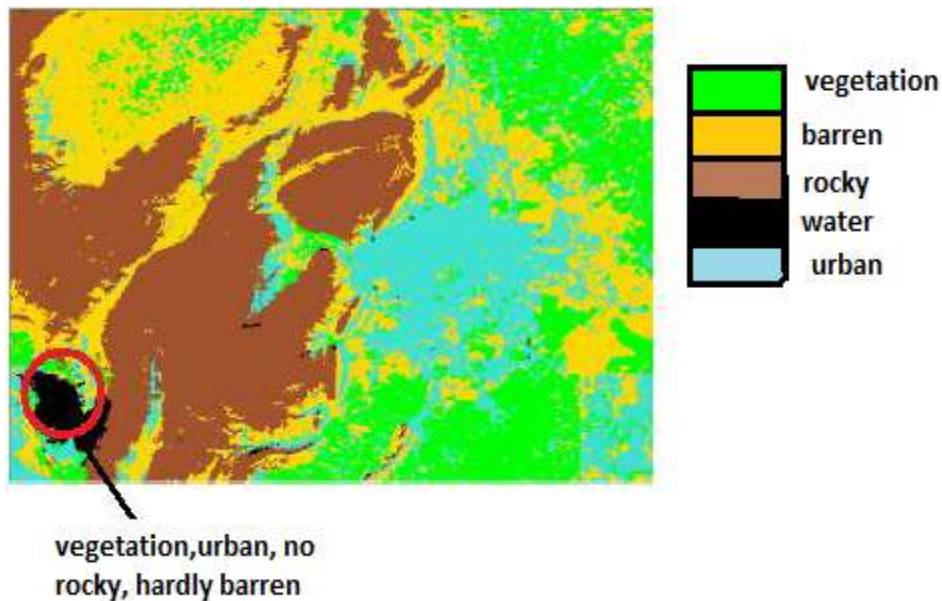 vegetation
barren
rocky
water
urban
vegetation,urban, no
rocky, hardly barren